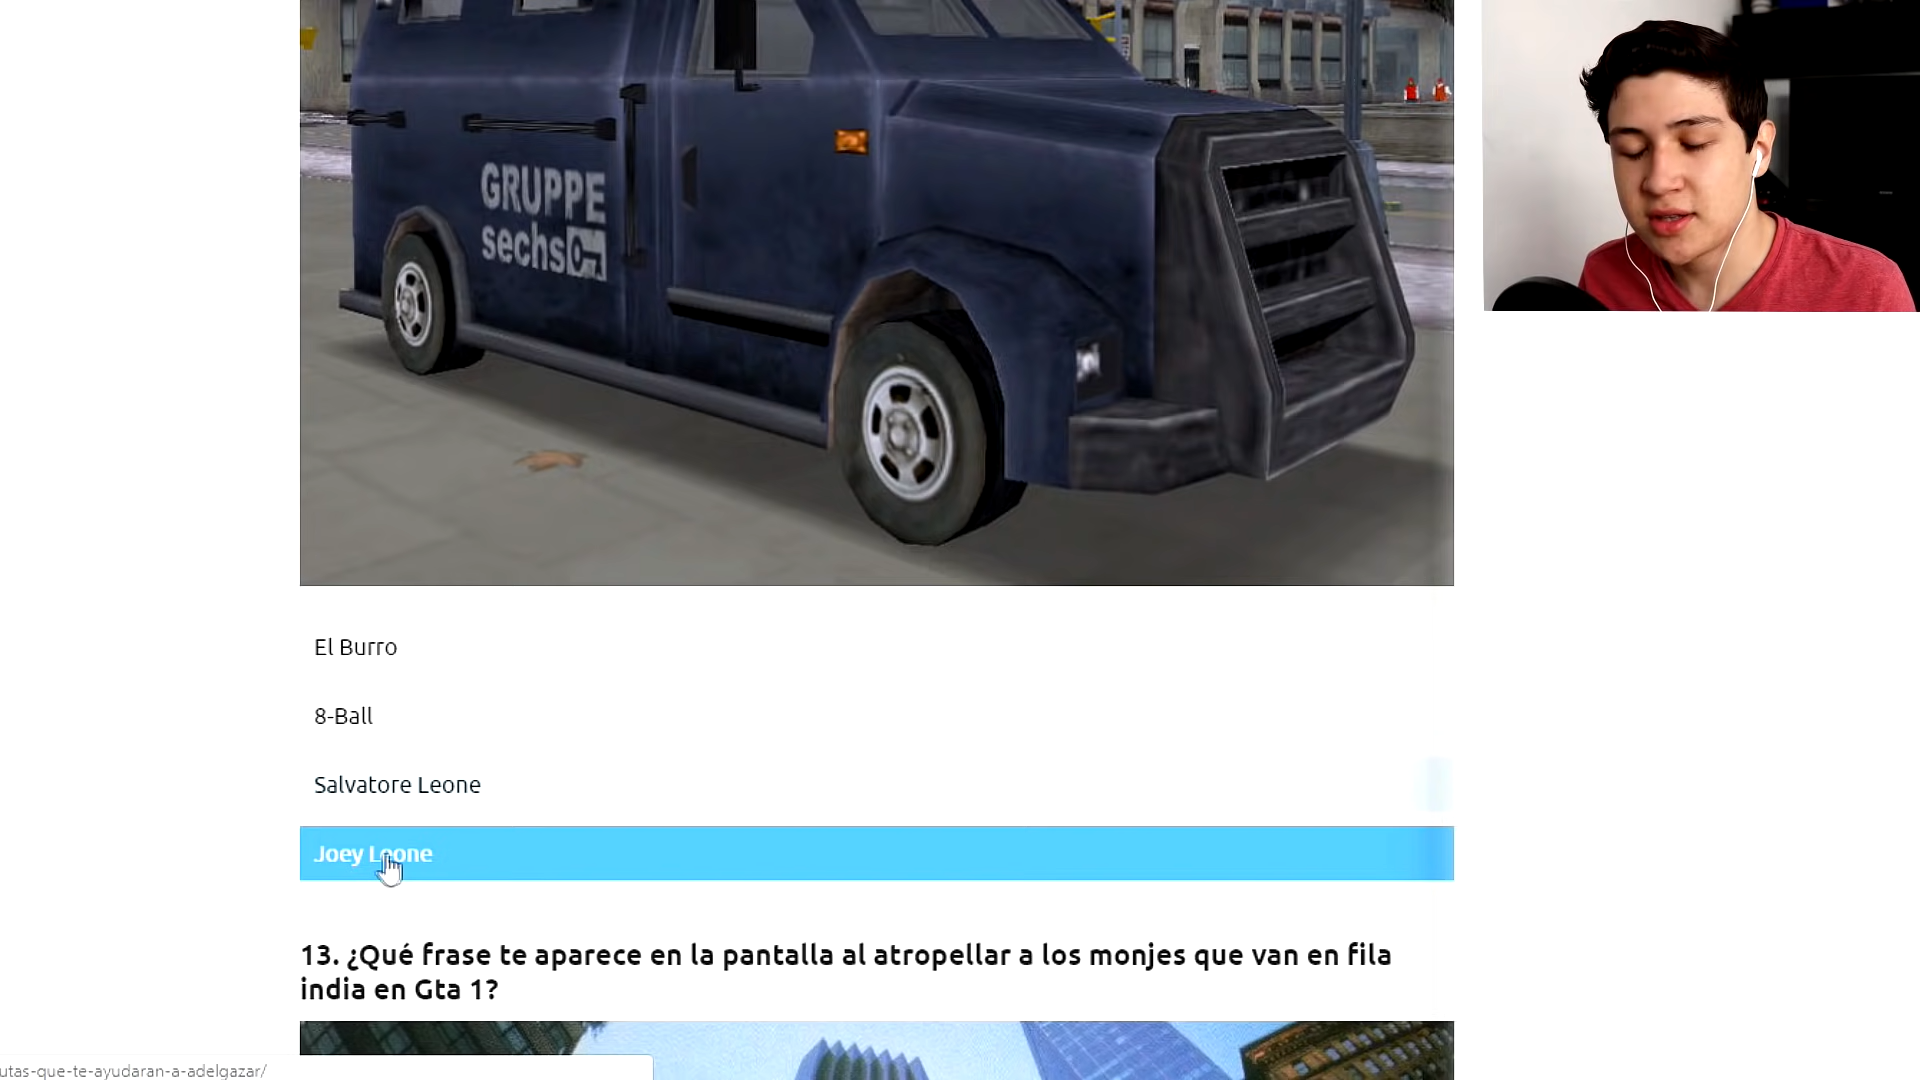 GRUPPE
sechs
El Burro
8-Ball
Salvatore Leone
Joey Leone
13. ¿Qué frase te aparece en la pantalla al atropellar a los monjes que van en fila
india en Gta 1?
utas-que-te-ayudaran-a-adelgazar/